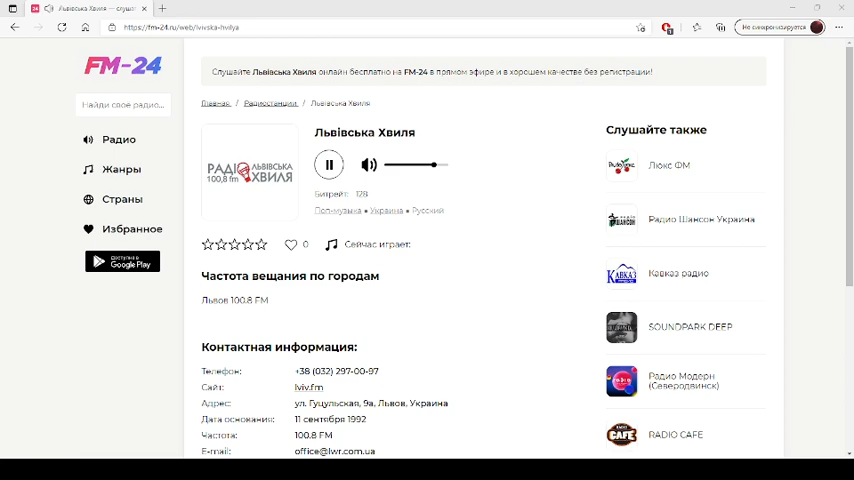 Львівська Хвиля — слуша
https://fm-24.ru/web/lvivska-hvilya
Не синхронизируется
FM-24
Найди свое радио...
Радио
Жанры
Страны
Избранное
ДОСТУПНО В
Google Play
Слушайте Львівська Хвиля онлайн бесплатно на FM-24 в прямом эфире и в хорошем качестве без регистрации!
Главная / Радиостанции / Львівська Хвиля
РАДІО ЛЬВІВСЬКА
100,8 fm ХВИЛЯ
Львівська Хвиля
Битрейт: 128
Поп-музыка • Украина • Русский
0 Сейчас играет:
Частота вещания по городам
Львов 100.8 FM
Контактная информация:
Телефон: +38 (032) 297-00-97
Сайт: lviv.fm
Адрес: ул. Гуцульская, 9а, Львов, Украина
Дата основания: 11 сентября 1992
Частота: 100.8 FM
E-mail: office@lwr.com.ua
Слушайте также
Люкс ФМ
ШАНСОН
Радио Шансон Украина
КАВКАЗ
Кавказ радио
SOUNDPARK DEEP
Радио Модерн
(Северодвинск)
CAFE
RADIO CAFE